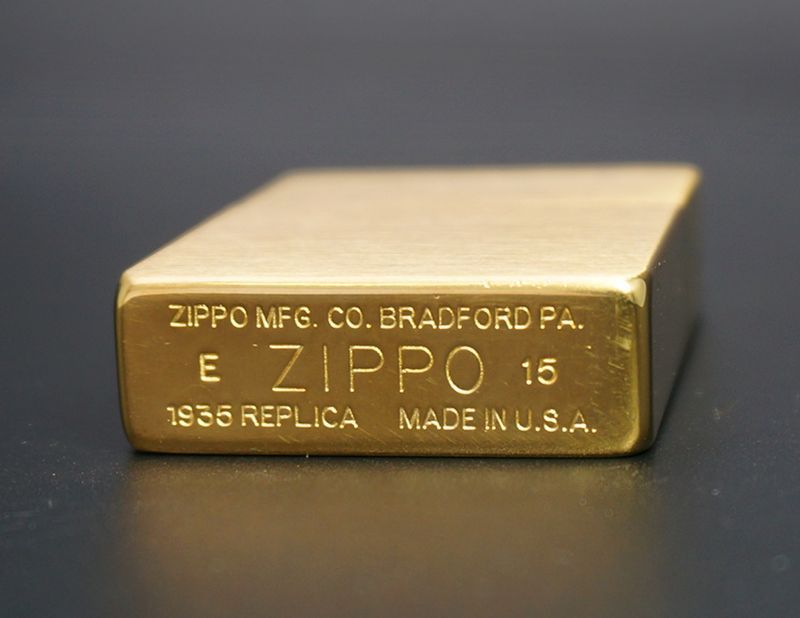 ZIPPO MFG. CO. BRADFORD PA.
E ZIPPO 15
1935 REPLICA MADE IN U.S.A.